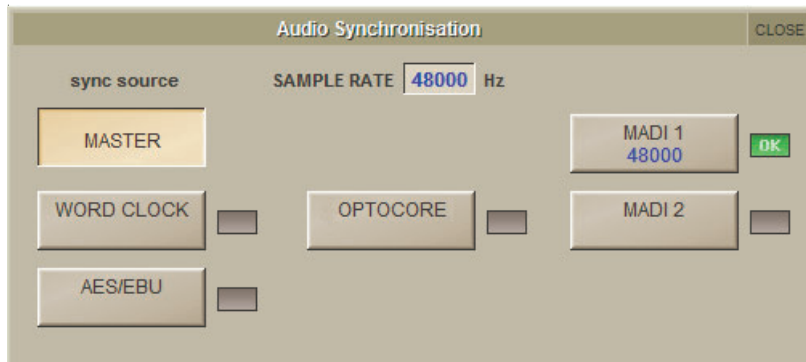 Audio Synchronisation CLOSE
sync source SAMPLE RATE 48000 Hz
MASTER
MADI 1
48000
OK
WORD CLOCK OPTOCORE MADI 2
AES/EBU